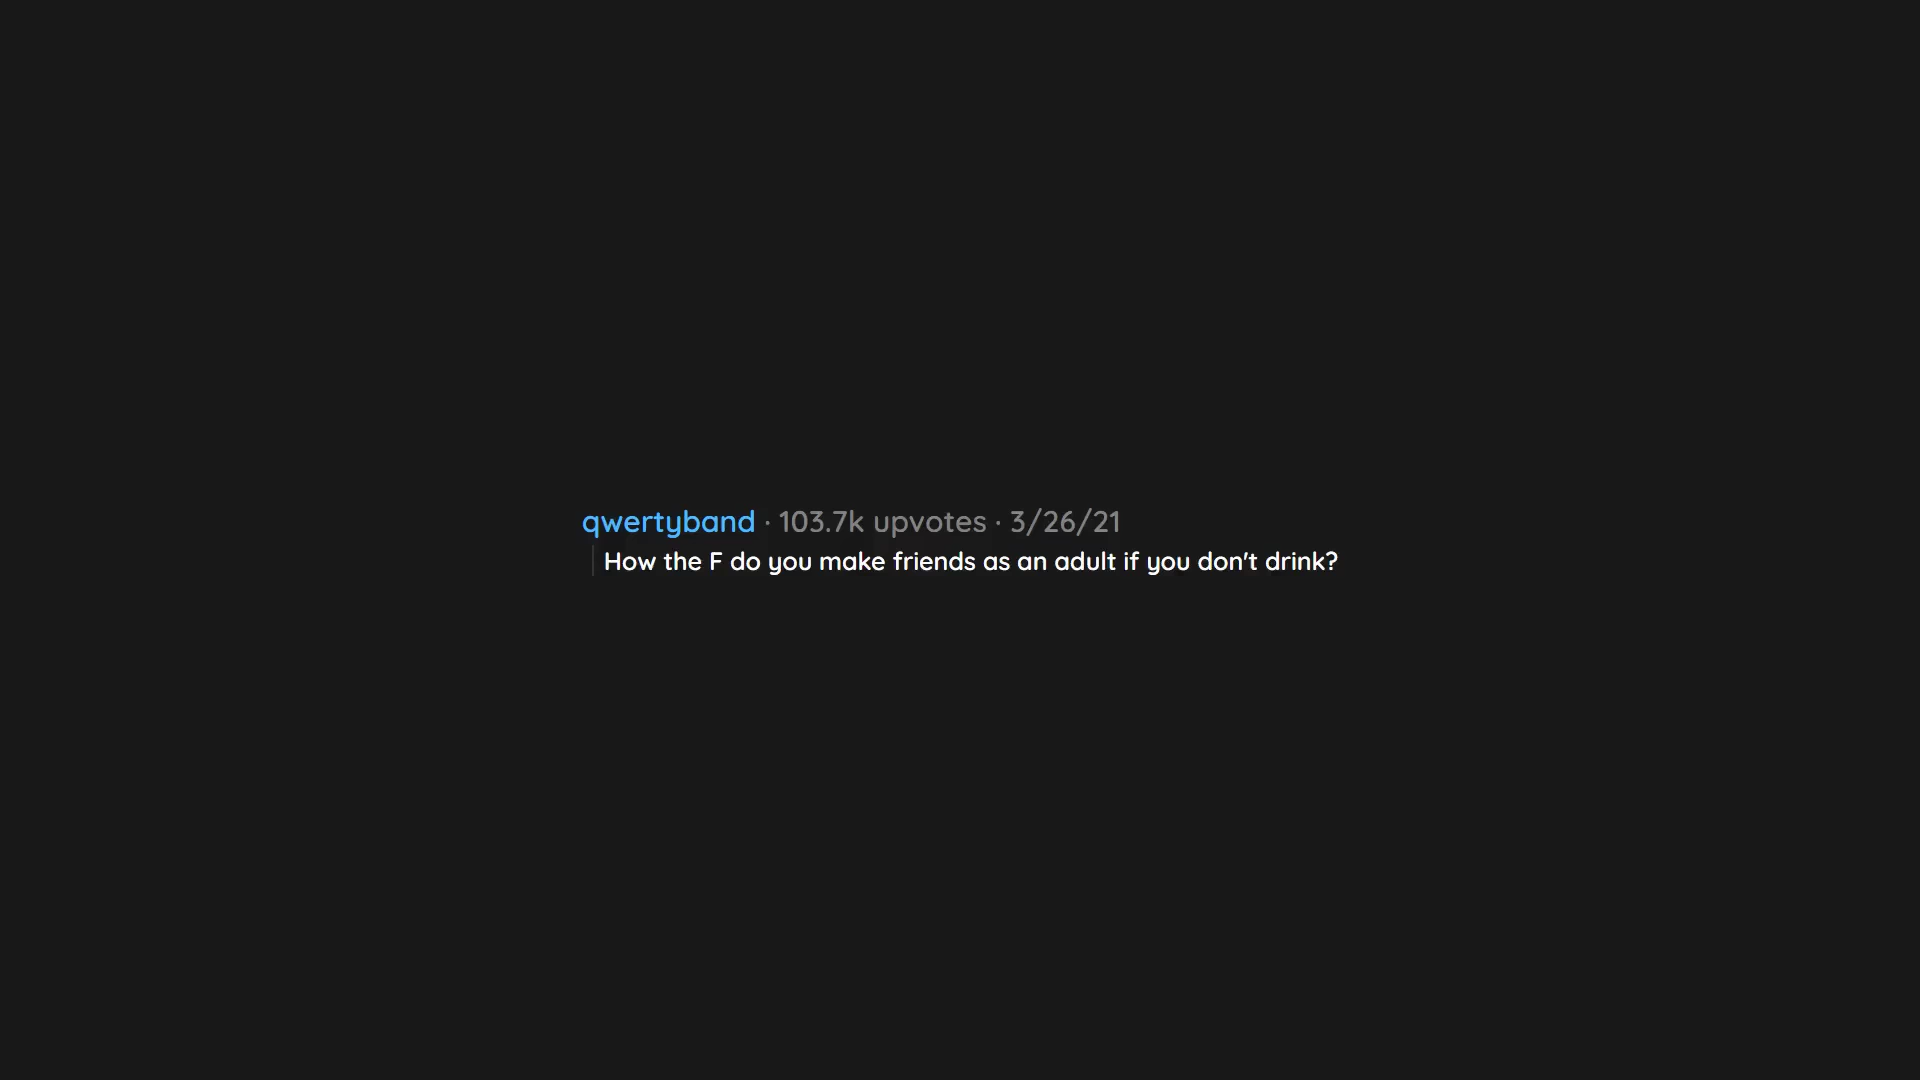 qwertyband · 103.7k upvotes · 3/26/21
How the F do you make friends as an adult if you don't drink?